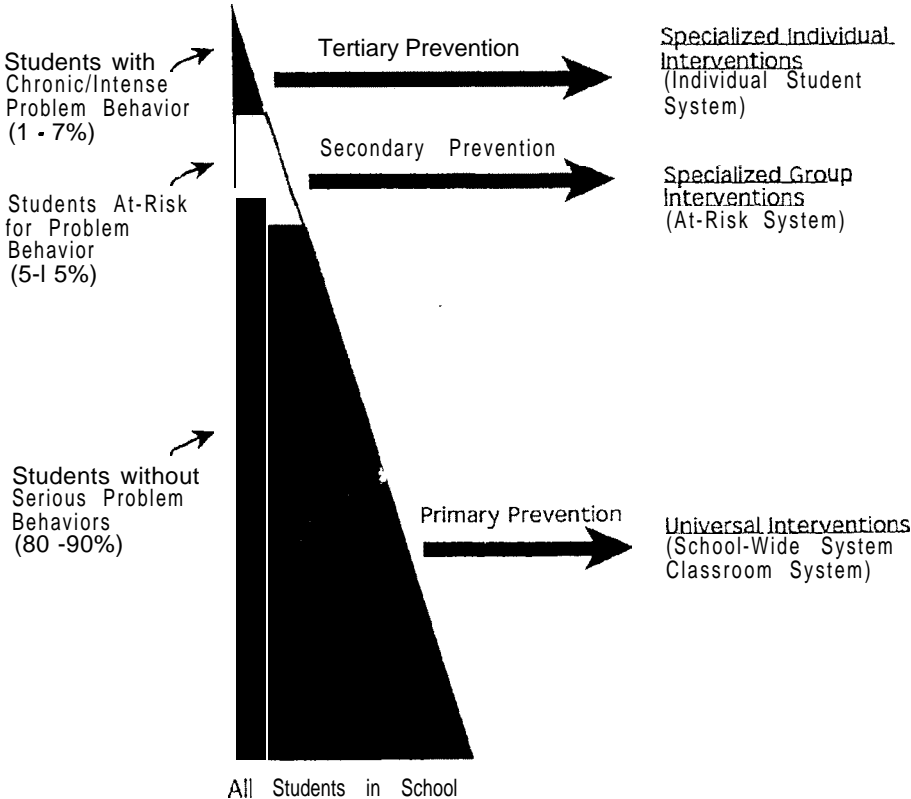 Students with
Chronic/Intense
Problem Behavior
(1 - 7%)
Tertiary Prevention
Specialized Individual
Interventions
(Individual Student
System)
Students At-Risk
for Problem
Behavior
(5-I 5%)
Secondary Prevention
Specialized Group
Interventions
(At-Risk System)
Students without
Serious Problem
Behaviors
(80 -90%)
Primary Prevention
Universal Interventions
(School-Wide System
Classroom System)
All Students in School